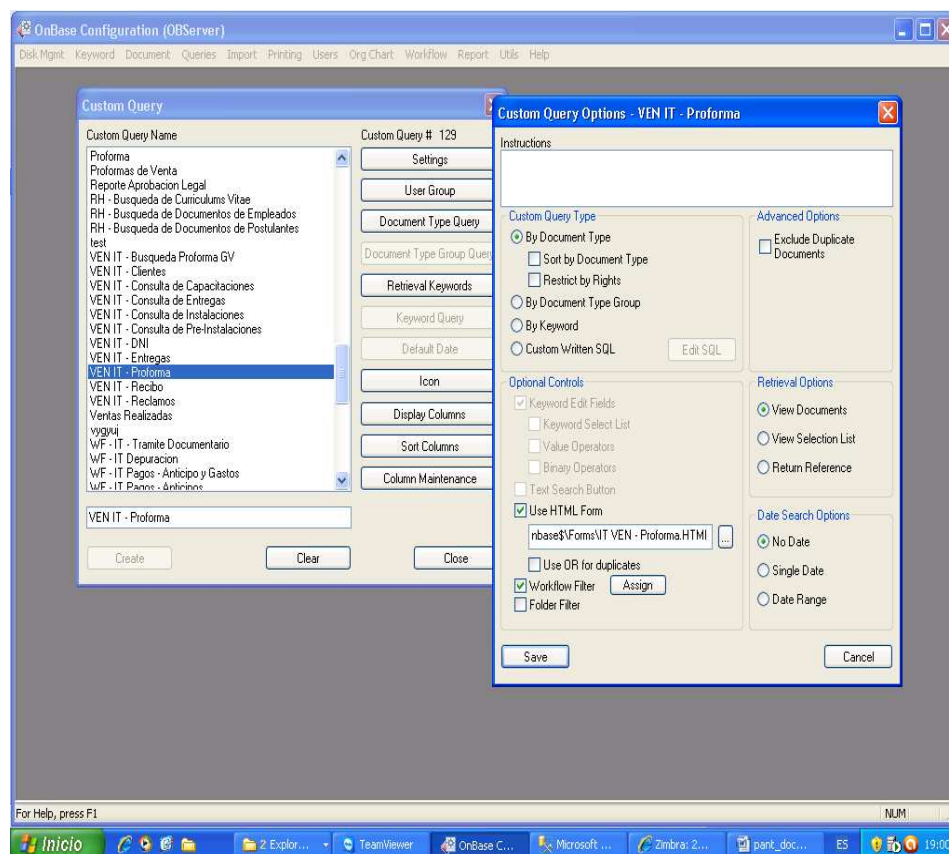 OnBase Configuration (OBServer)
Disk Mgmt Keyword Document Queries Import Printing Users Org Chart Workflow Report Utils Help
Custom Query
Custom Query Name
Custom Query # 129
Proforma
Proformas de Venta
Reporte Aprobacion Legal
RH - Busqueda de Curriculums Vitae
RH - Busqueda de Documentos de Empleados
RH - Busqueda de Documentos de Postulantes
test
VEN IT - Busqueda Proforma GV
VEN IT - Clientes
VEN IT - Consulta de Capacitaciones
VEN IT - Consulta de Entregas
VEN IT - Consulta de Instalaciones
VEN IT - Consulta de Pre-Instalaciones
VEN IT - DNI
VEN IT - Entregas
VEN IT - Proforma
VEN IT - Recibo
VEN IT - Reclamos
Ventas Realizadas
vygyuj
WF - IT - Tramite Documentario
WF - IT Depuracion
WF - IT Pagos - Anticipo y Gastos
WF - IT Pagos - Anticipos
VEN IT - Proforma
Create
Clear
Close
Settings
User Group
Document Type Query
Document Type Group Quer
Retrieval Keywords
Keyword Query
Default Date
Icon
Display Columns
Sort Columns
Column Maintenance
Custom Query Options - VEN IT - Proforma
Instructions
Custom Query Type
By Document Type
Sort by Document Type
Restrict by Rights
By Document Type Group
By Keyword
Custom Written SQL
Edit SQL
Advanced Options
Exclude Duplicate
Documents
Optional Controls
Keyword Edit Fields
Keyword Select List
Value Operators
Binary Operators
Text Search Button
Use HTML Form
nbase$\Forms\IT VEN - Proforma.HTMl
...
Use OR for duplicates
Workflow Filter
Assign
Folder Filter
Retrieval Options
View Documents
View Selection List
Return Reference
Date Search Options
No Date
Single Date
Date Range
Save
Cancel
For Help, press F1
NUM
Inicio
2 Explor...
TeamViewer
OnBase C...
Microsoft ...
Zimbra: 2...
pant_doc...
ES